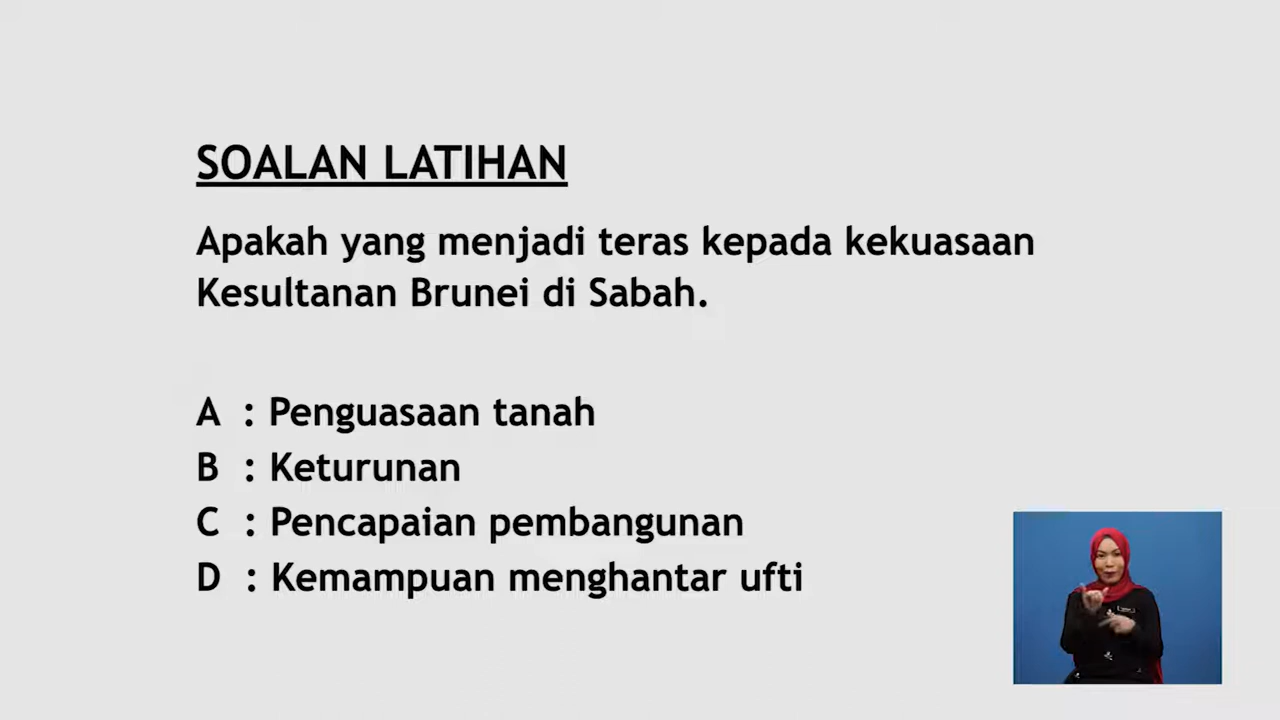 SOALAN LATIHAN
Apakah yang menjadi teras kepada kekuasaan
Kesultanan Brunei di Sabah.
A : Penguasaan tanah
B : Keturunan
C : Pencapaian pembangunan
D : Kemampuan menghantar ufti